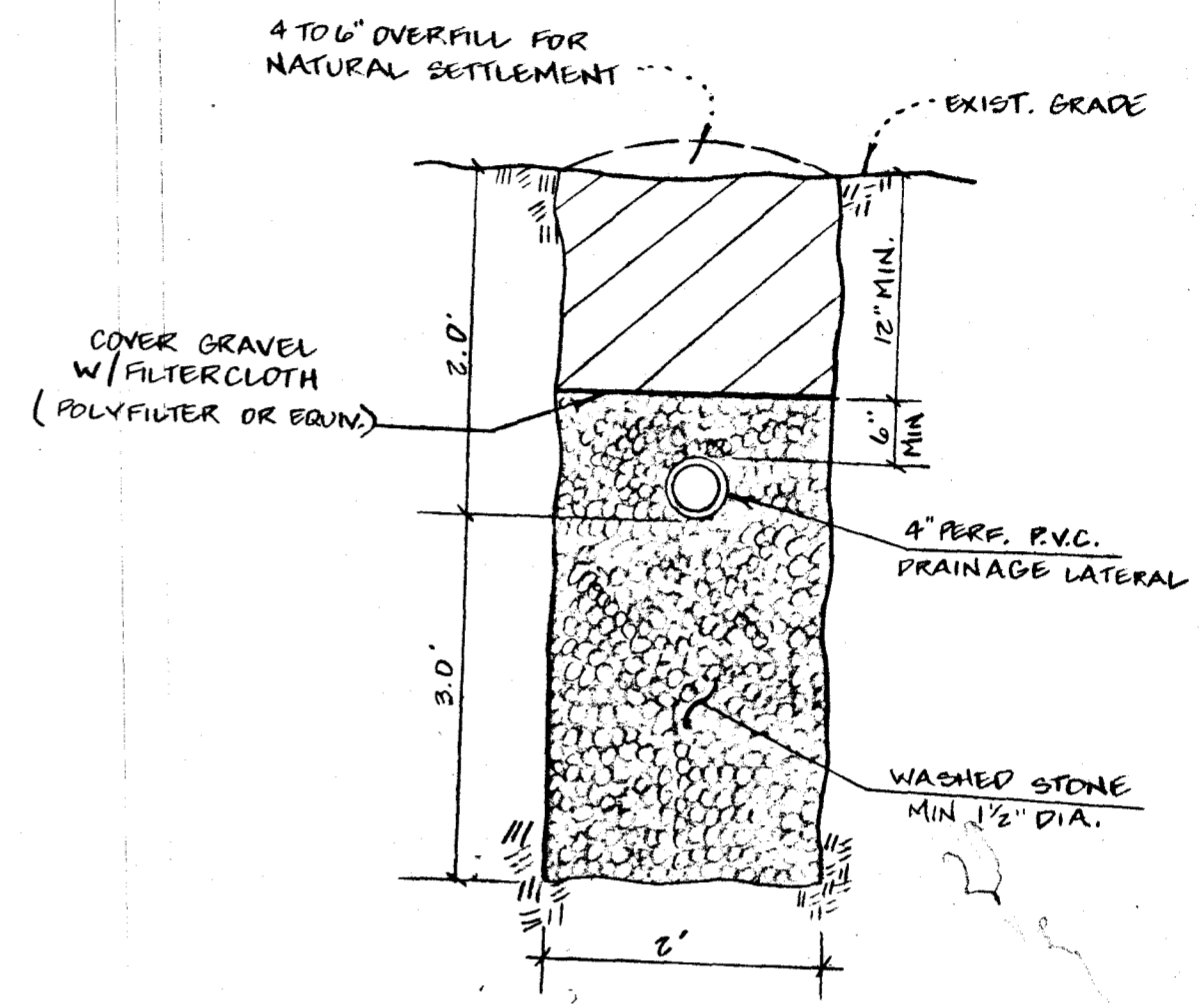 4 TO 6" OVERFILL FOR
NATURAL SETTLEMENT
EXIST. GRADE
12" MIN.
2.0'
COVER GRAVEL
W/ FILTERCLOTH
(POLYFILTER OR EQUIV.)
6"
MIN
4" PERF. P.V.C.
DRAINAGE LATERAL
3.0'
WASHED STONE
MIN 1½" DIA.
2'